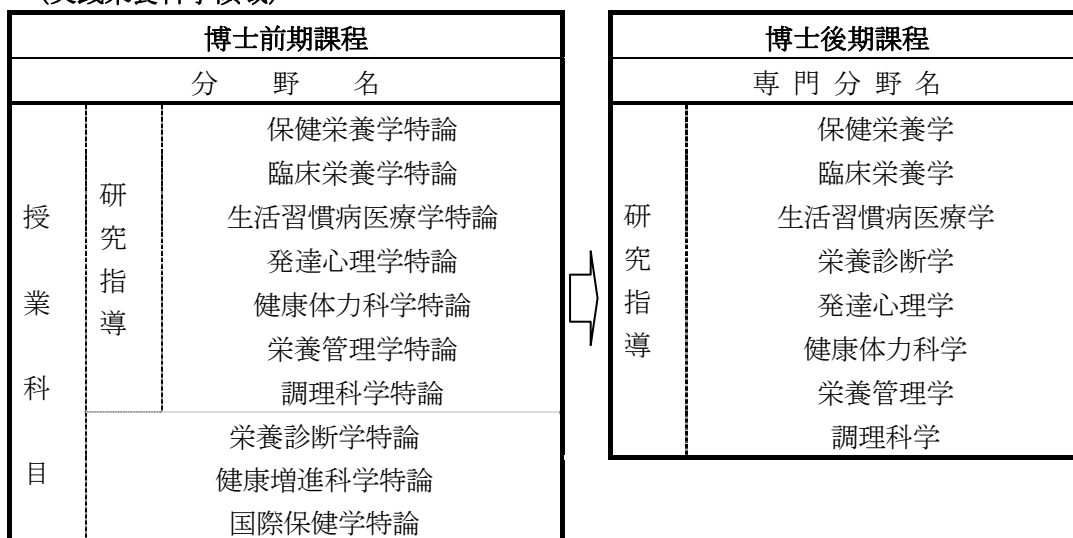 博士前期課程
分 野 名
授業科目
研究指導
保健栄養学特論
臨床栄養学特論
生活習慣病医療学特論
発達心理学特論
健康体力科学特論
栄養管理学特論
調理科学特論
栄養診断学特論
健康増進科学特論
国際保健学特論
博士後期課程
専 門 分 野 名
研究指導
保健栄養学
臨床栄養学
生活習慣病医療学
栄養診断学
発達心理学
健康体力科学
栄養管理学
調理科学